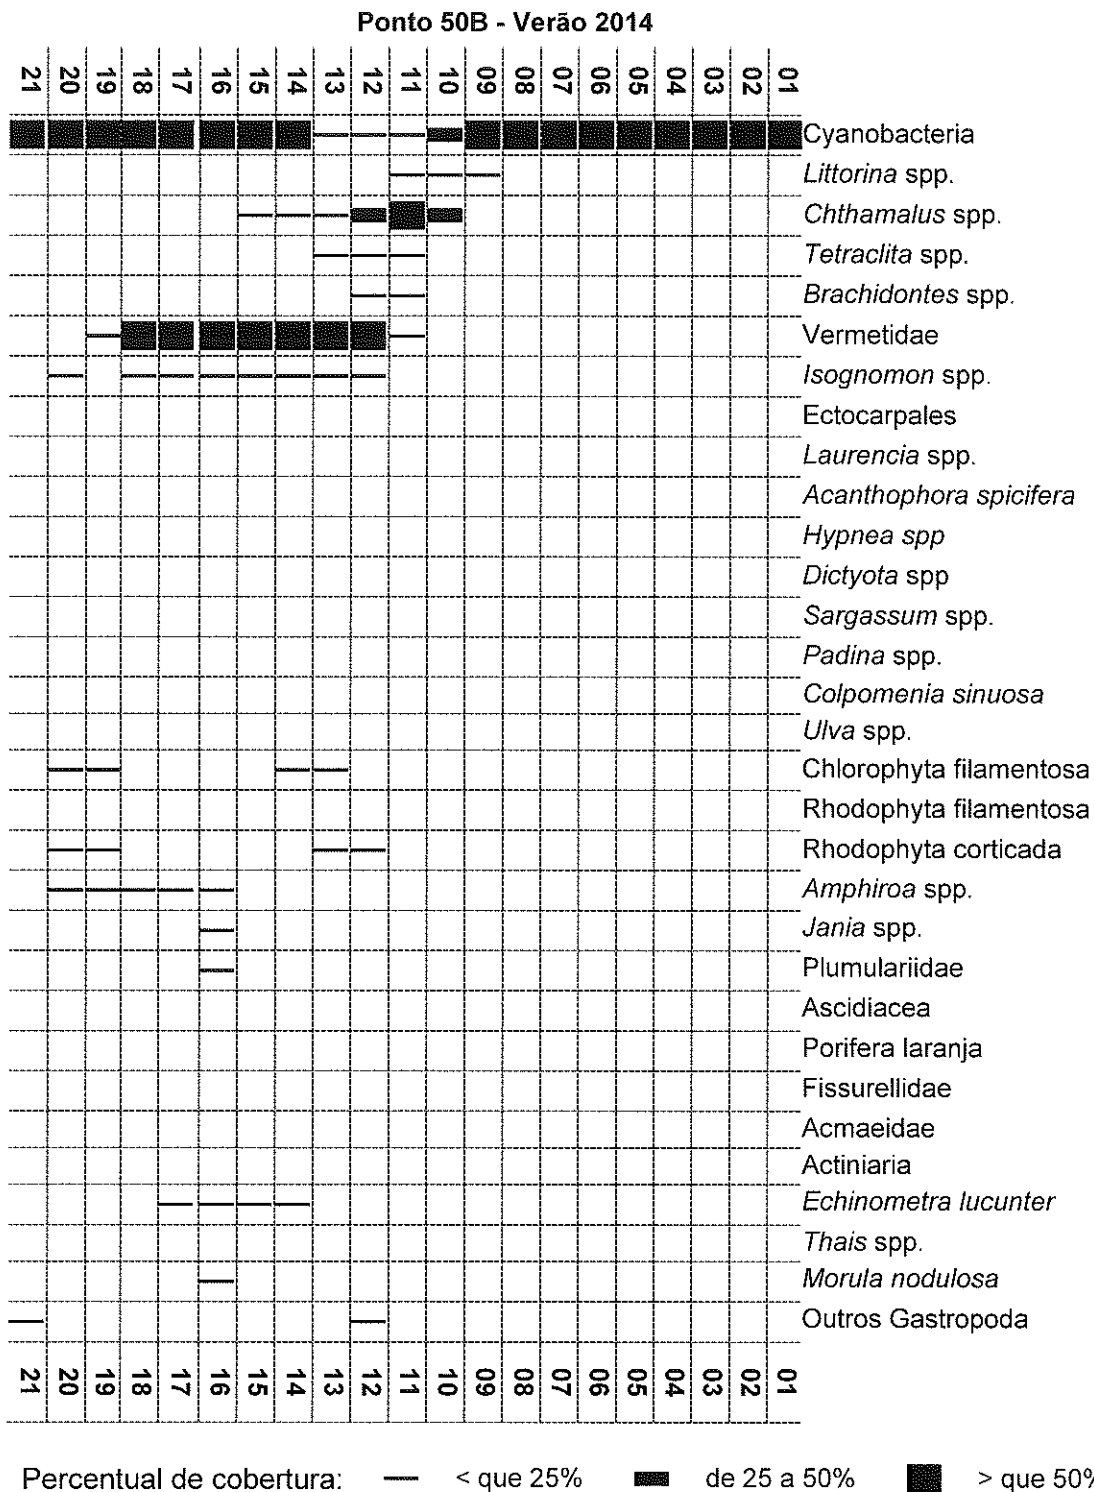 Ponto 50B - Verão 2014
21 20 19 18 17 16 15 14 13 12 11 10 09 08 07 06 05 04 03 02 01
Cyanobacteria
Littorina spp.
Chthamalus spp.
Tetraclita spp.
Brachidontes spp.
Vermetidae
Isognomon spp.
Ectocarpales
Laurencia spp.
Acanthophora spicifera
Hypnea spp
Dictyota spp
Sargassum spp.
Padina spp.
Colpomenia sinuosa
Ulva spp.
Chlorophyta filamentosa
Rhodophyta filamentosa
Rhodophyta corticada
Amphiroa spp.
Jania spp.
Plumulariidae
Ascidiacea
Porifera laranja
Fissurellidae
Acmaeidae
Actiniaria
Echinometra lucunter
Thais spp.
Morula nodulosa
Outros Gastropoda
21 20 19 18 17 16 15 14 13 12 11 10 09 08 07 06 05 04 03 02 01
Percentual de cobertura: < que 25% de 25 a 50% > que 50%